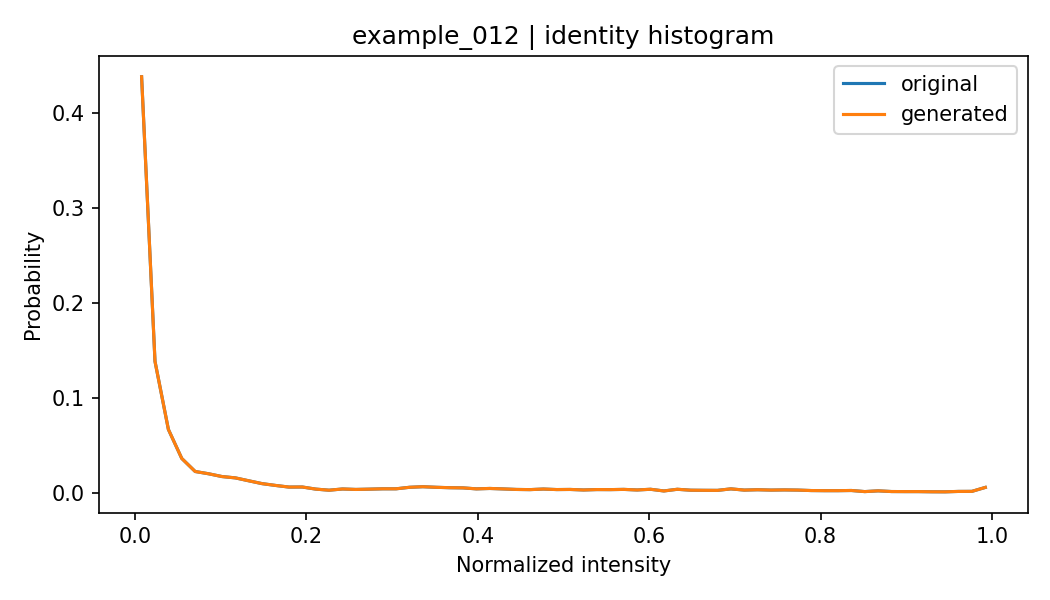 example_012 | identity histogram
original
generated
0.4
0.3
0.2
0.1
0.0
Probability
0.0 0.2 0.4 0.6 0.8 1.0
Normalized intensity